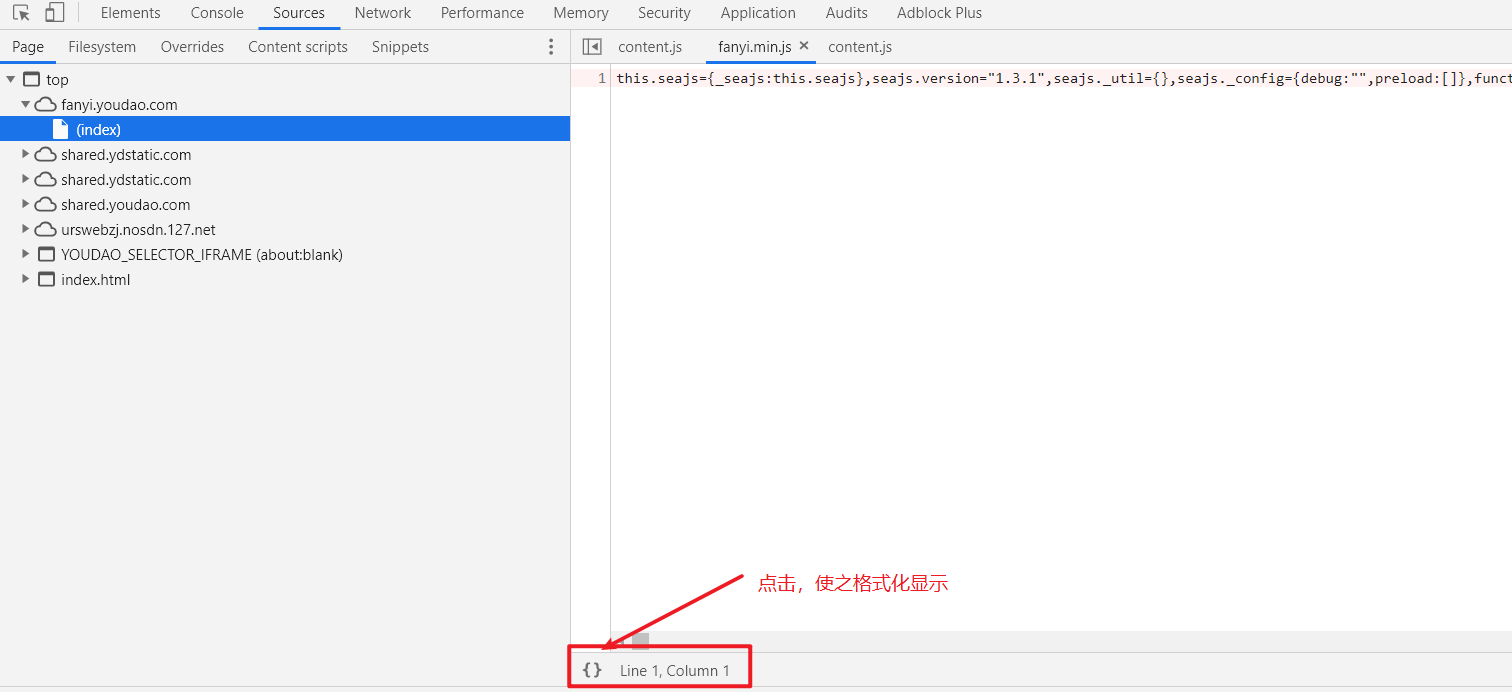 Elements Console Sources Network Performance Memory Security Application Audits Adblock Plus
Page Filesystem Overrides Content scripts Snippets
content.js fanyi.min.js × content.js
top
fanyi.youdao.com
(index)
shared.ydstatic.com
shared.ydstatic.com
shared.youdao.com
urswebzj.nosdn.127.net
YOUDAO_SELECTOR_IFRAME (about:blank)
index.html
1 this.seajs={_seajs:this.seajs},seajs.version="1.3.1",seajs._util={},seajs._config={debug:"",preload:[]},funct
点击，使之格式化显示
{} Line 1, Column 1